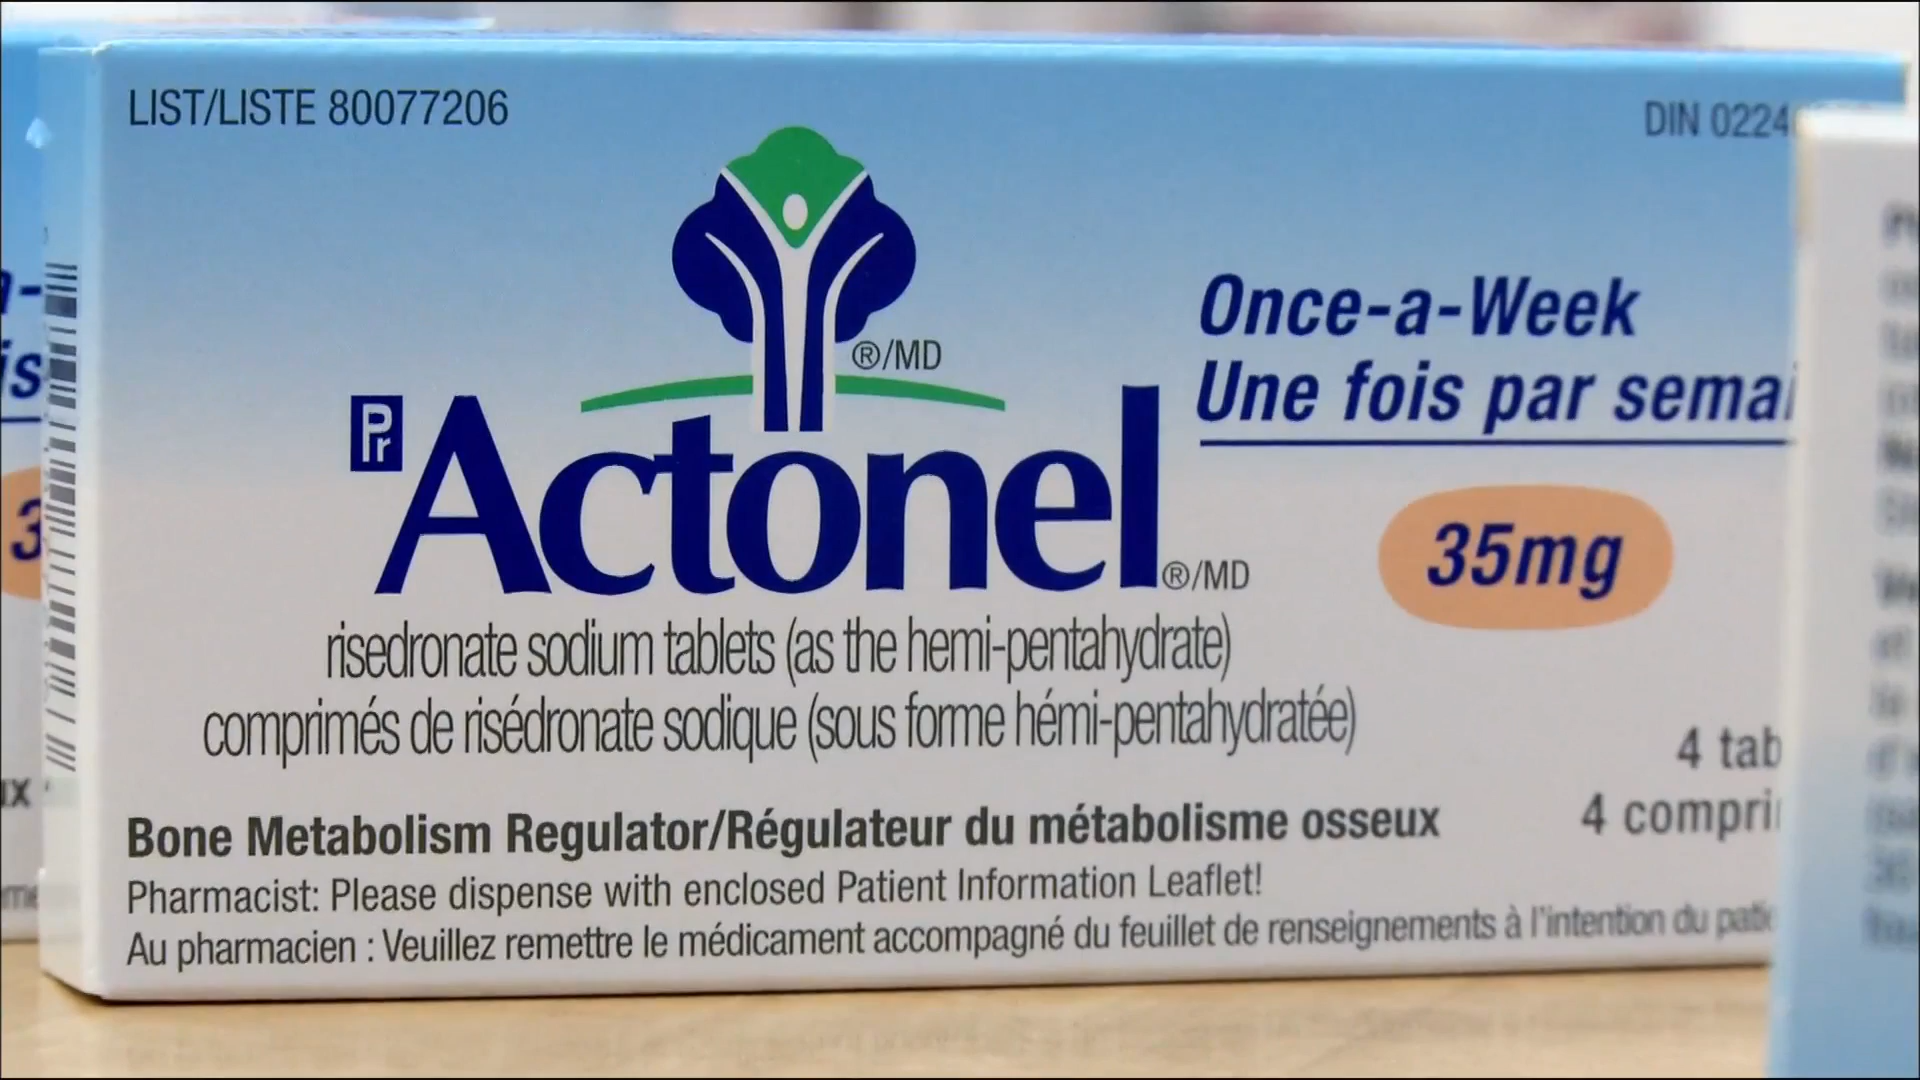 LIST/LISTE 80077206
DIN 0224
®/MD
Once-a-Week
Une fois par semai
Pr Actonel ®/MD
35mg
risedronate sodium tablets (as the hemi-pentahydrate)
comprimés de risédronate sodique (sous forme hémi-pentahydratée)
4 tab
4 compri
Bone Metabolism Regulator/Régulateur du métabolisme osseux
Pharmacist: Please dispense with enclosed Patient Information Leaflet!
Au pharmacien : Veuillez remettre le médicament accompagné du feuillet de renseignements à l'intention du patie